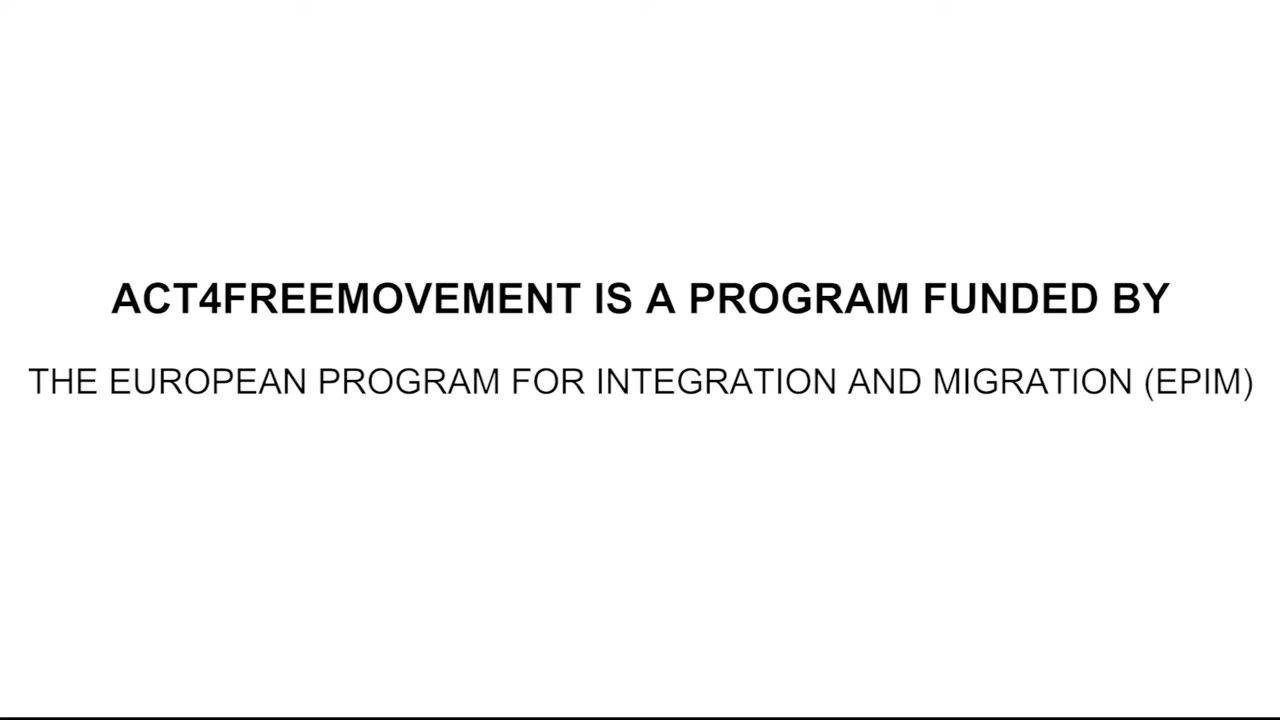 ACT4FREEMOVEMENT IS A PROGRAM FUNDED BY
THE EUROPEAN PROGRAM FOR INTEGRATION AND MIGRATION (EPIM)